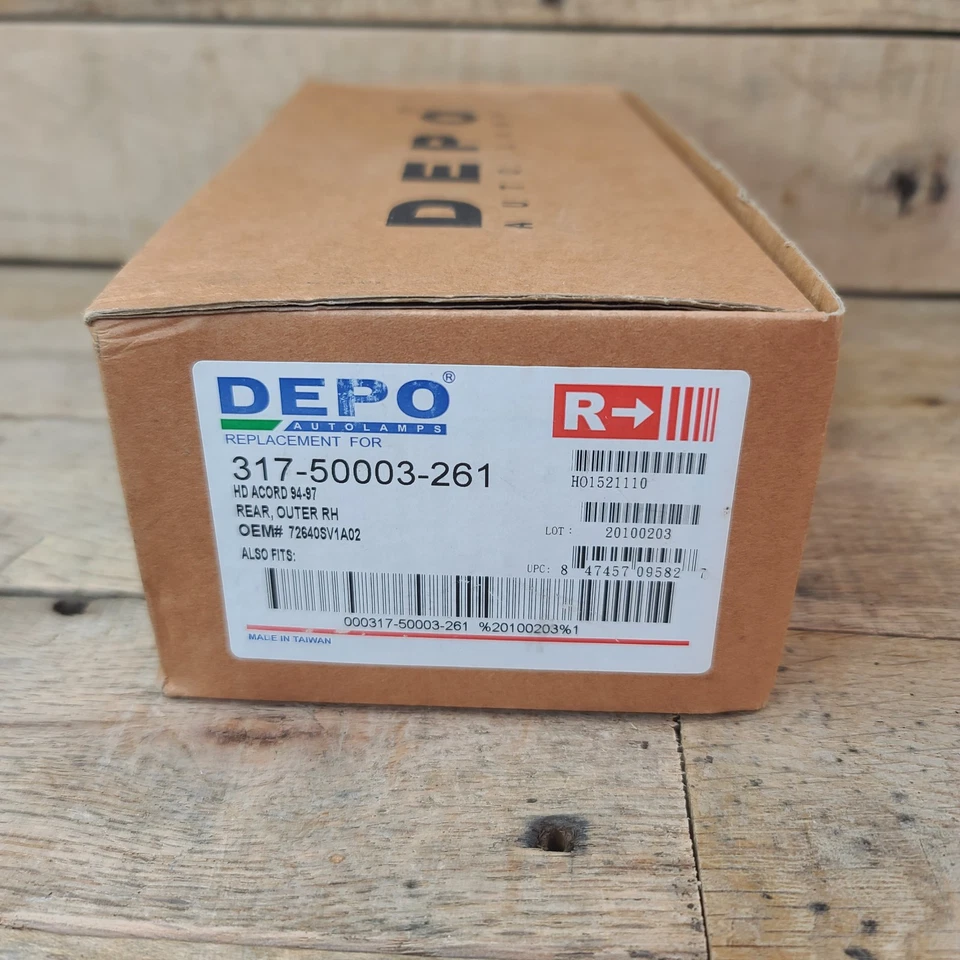 DEPO
AUTO
DEPO®
AUTOLAMPS
REPLACEMENT FOR
317-50003-261
HD ACORD 94-97
REAR, OUTER RH
OEM# 72640SV1A02
ALSO FITS:
R→
HO1521110
LOT: 20100203
UPC: 8 47457 09582 7
000317-50003-261 %20100203%1
MADE IN TAIWAN